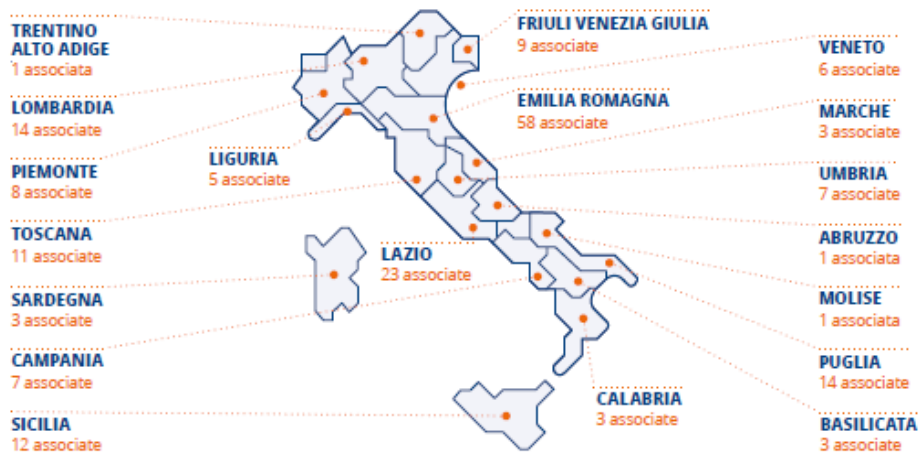 TRENTINO
ALTO ADIGE
1 associata
LOMBARDIA
14 associate
PIEMONTE
8 associate
TOSCANA
11 associate
SARDEGNA
3 associate
CAMPANIA
7 associate
SICILIA
12 associate
LIGURIA
5 associate
LAZIO
23 associate
FRIULI VENEZIA GIULIA
9 associate
EMILIA ROMAGNA
58 associate
CALABRIA
3 associate
VENETO
6 associate
MARCHE
3 associate
UMBRIA
7 associate
ABRUZZO
1 associata
MOLISE
1 associata
PUGLIA
14 associate
BASILICATA
3 associate